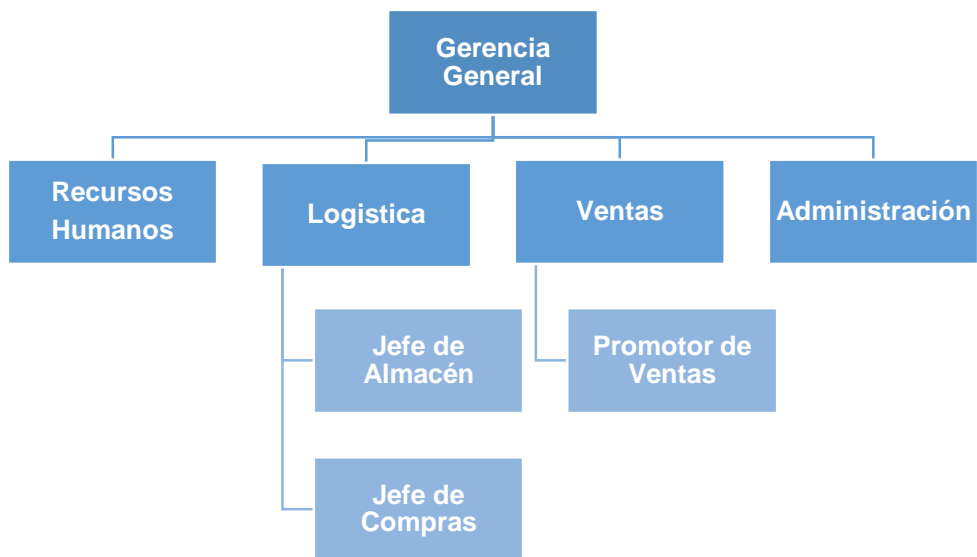 Gerencia
General
Recursos
Humanos
Logistica
Ventas
Administración
Jefe de
Almacén
Promotor de
Ventas
Jefe de
Compras